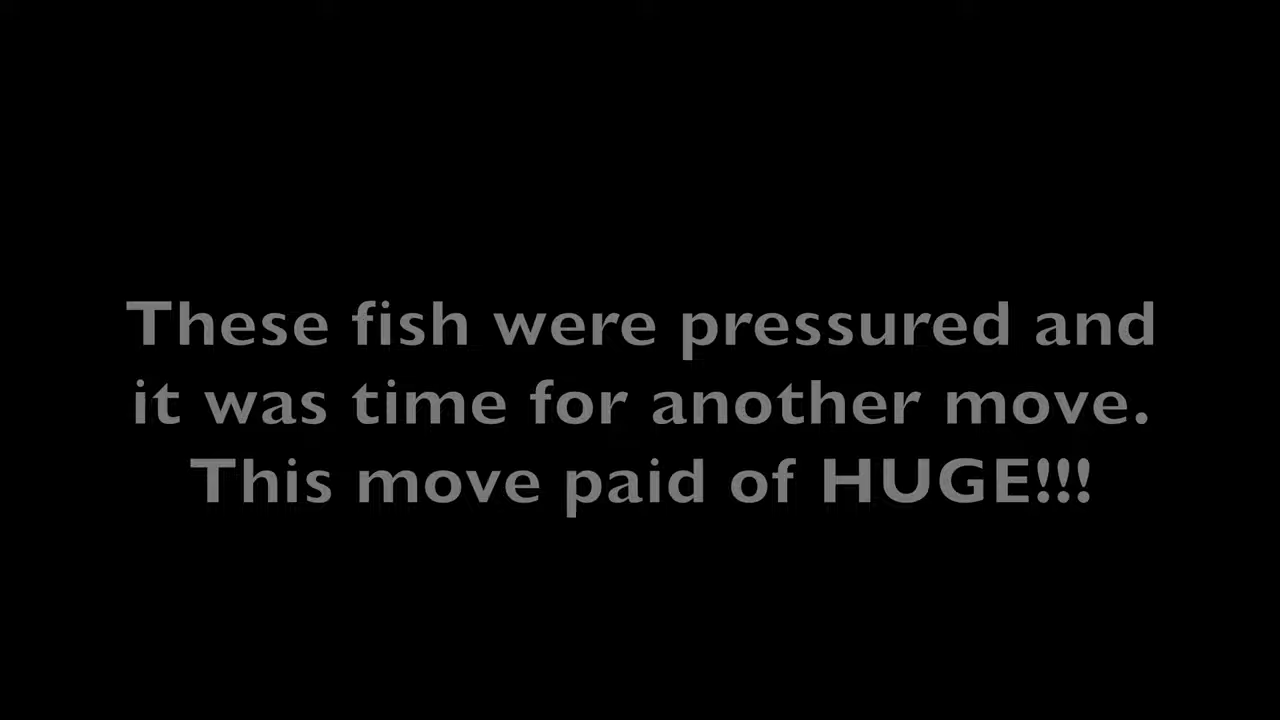 These fish were pressured and
it was time for another move.
This move paid of HUGE!!!